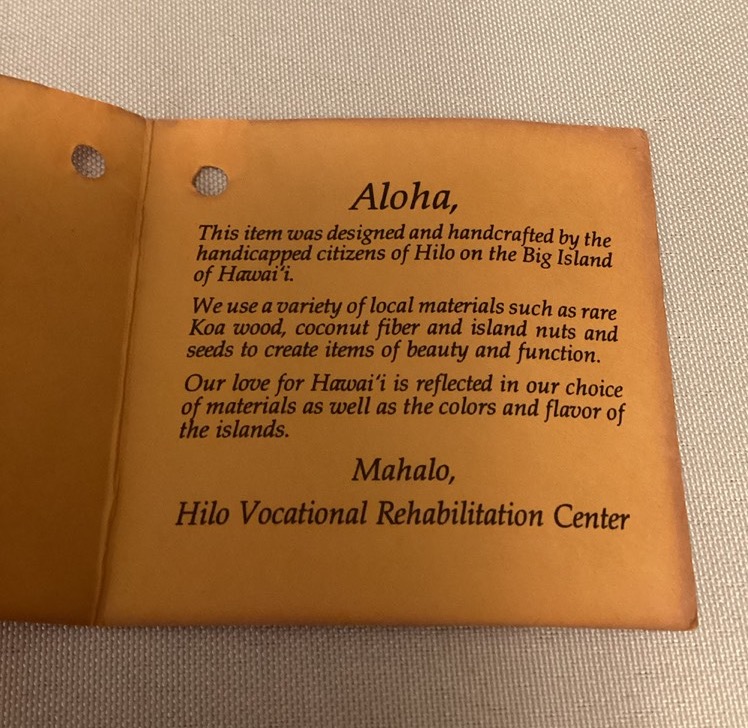 Aloha,
This item was designed and handcrafted by the
handicapped citizens of Hilo on the Big Island
of Hawai'i.
We use a variety of local materials such as rare
Koa wood, coconut fiber and island nuts and
seeds to create items of beauty and function.
Our love for Hawai'i is reflected in our choice
of materials as well as the colors and flavor of
the islands.
Mahalo,
Hilo Vocational Rehabilitation Center